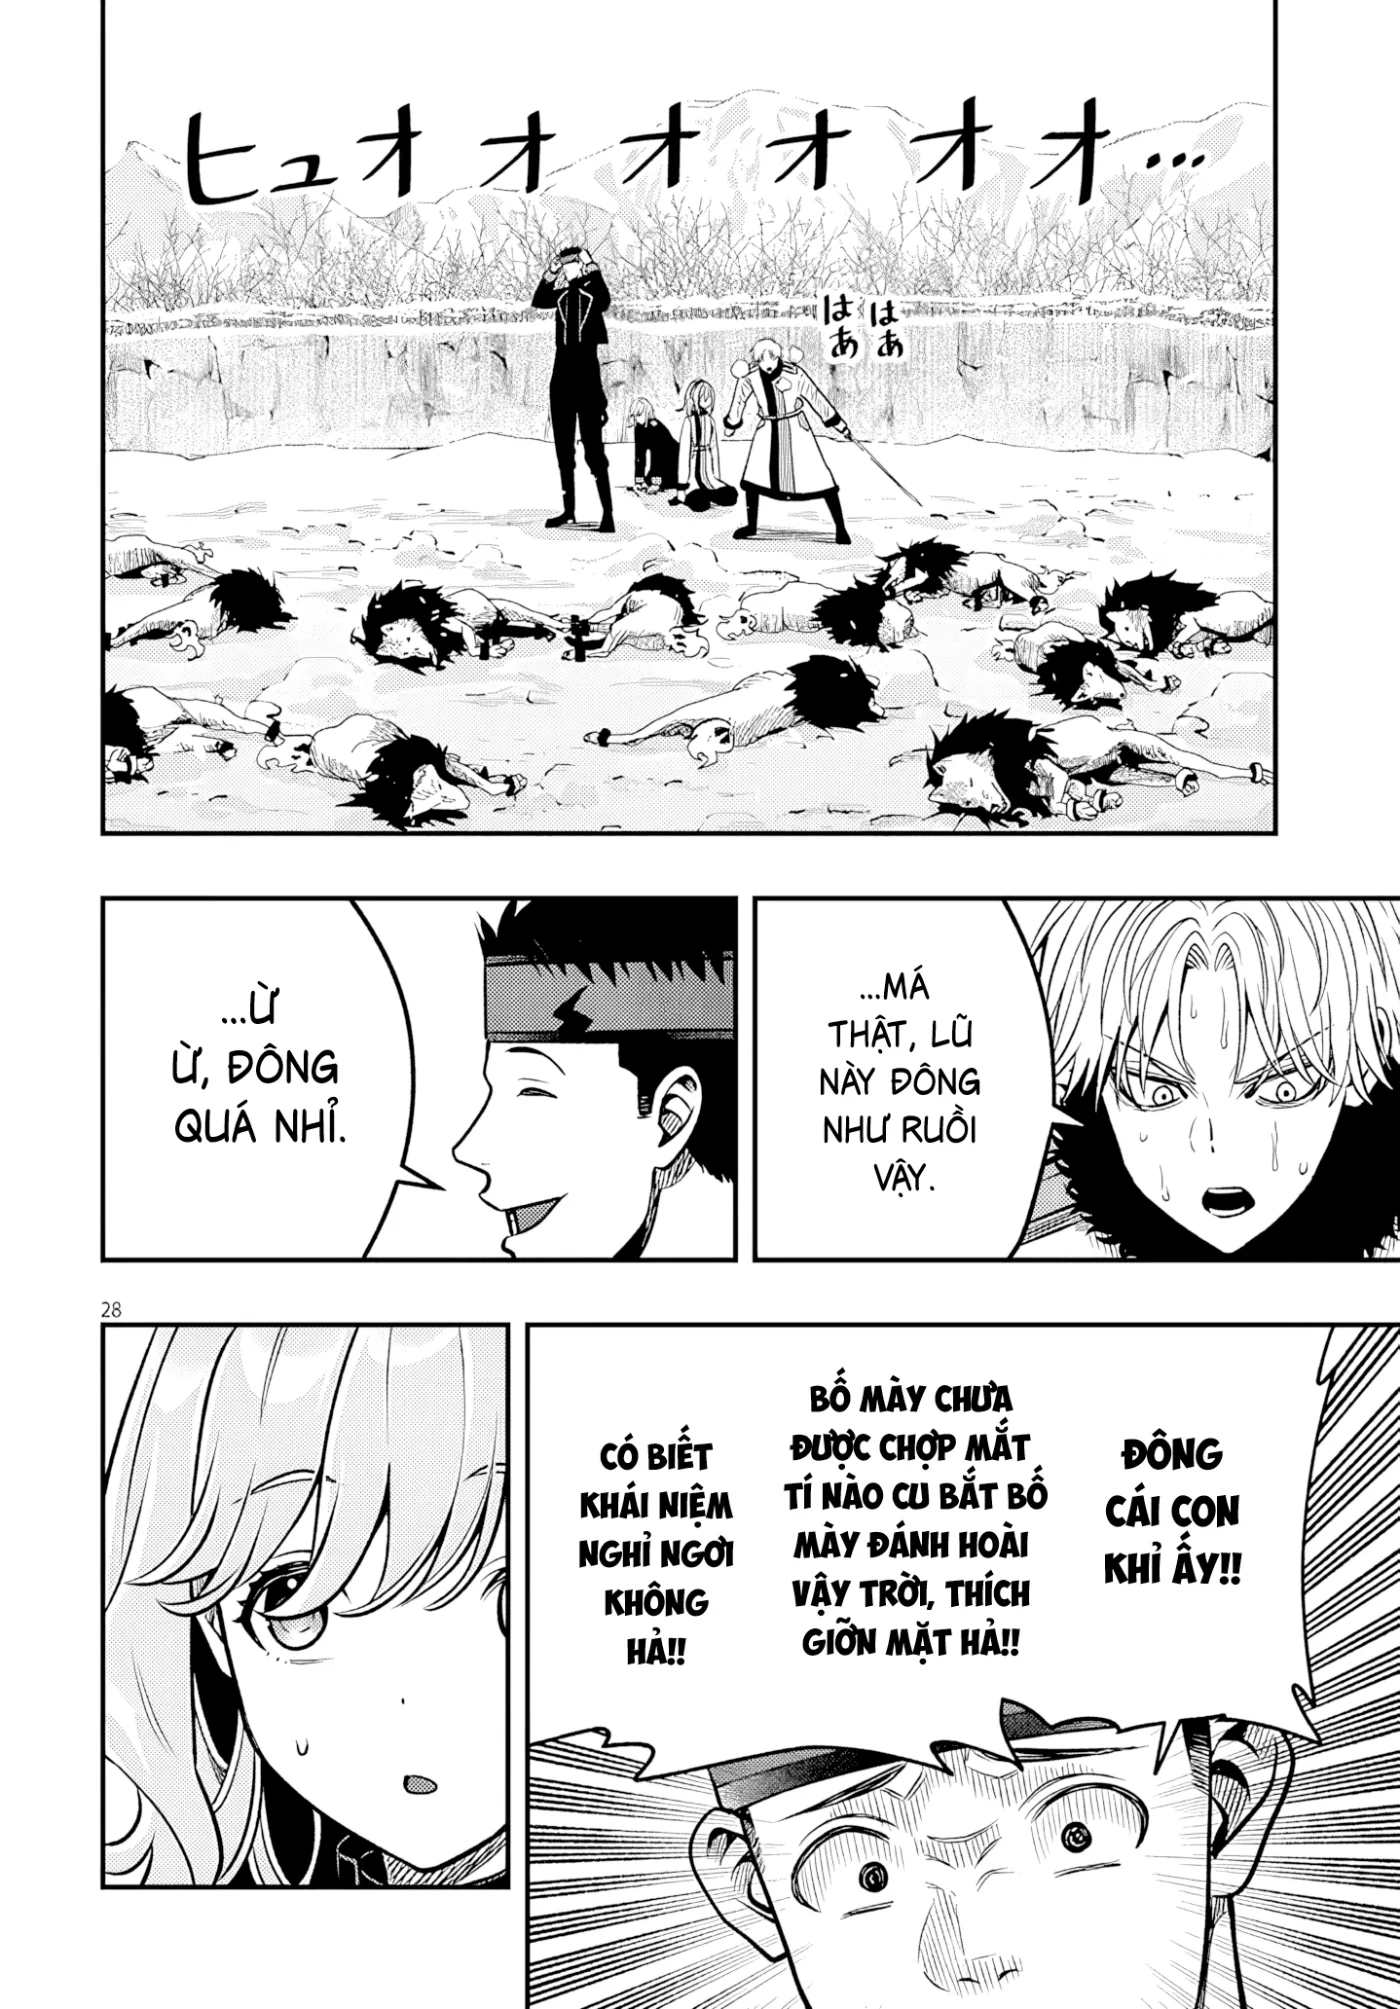 ヒュオオオオオオ…
はぁ
はぁ
...MÁ
THẬT, LŨ
NÀY ĐÔNG
NHƯ RUỒI
VẬY.
...Ừ
Ừ, ĐÔNG
QUÁ NHỈ.
28
ĐÔNG
CÁI CON
KHỈ ẤY!!
BỐ MÀY CHƯA
ĐƯỢC CHỢP MẮT
TÍ NÀO CU BẮT BỐ
MÀY ĐÁNH HOÀI
VẬY TRỜI, THÍCH
GIỠN MẶT HẢ!!
CÓ BIẾT
KHÁI NIỆM
NGHỈ NGƠI
KHÔNG
HẢ!!